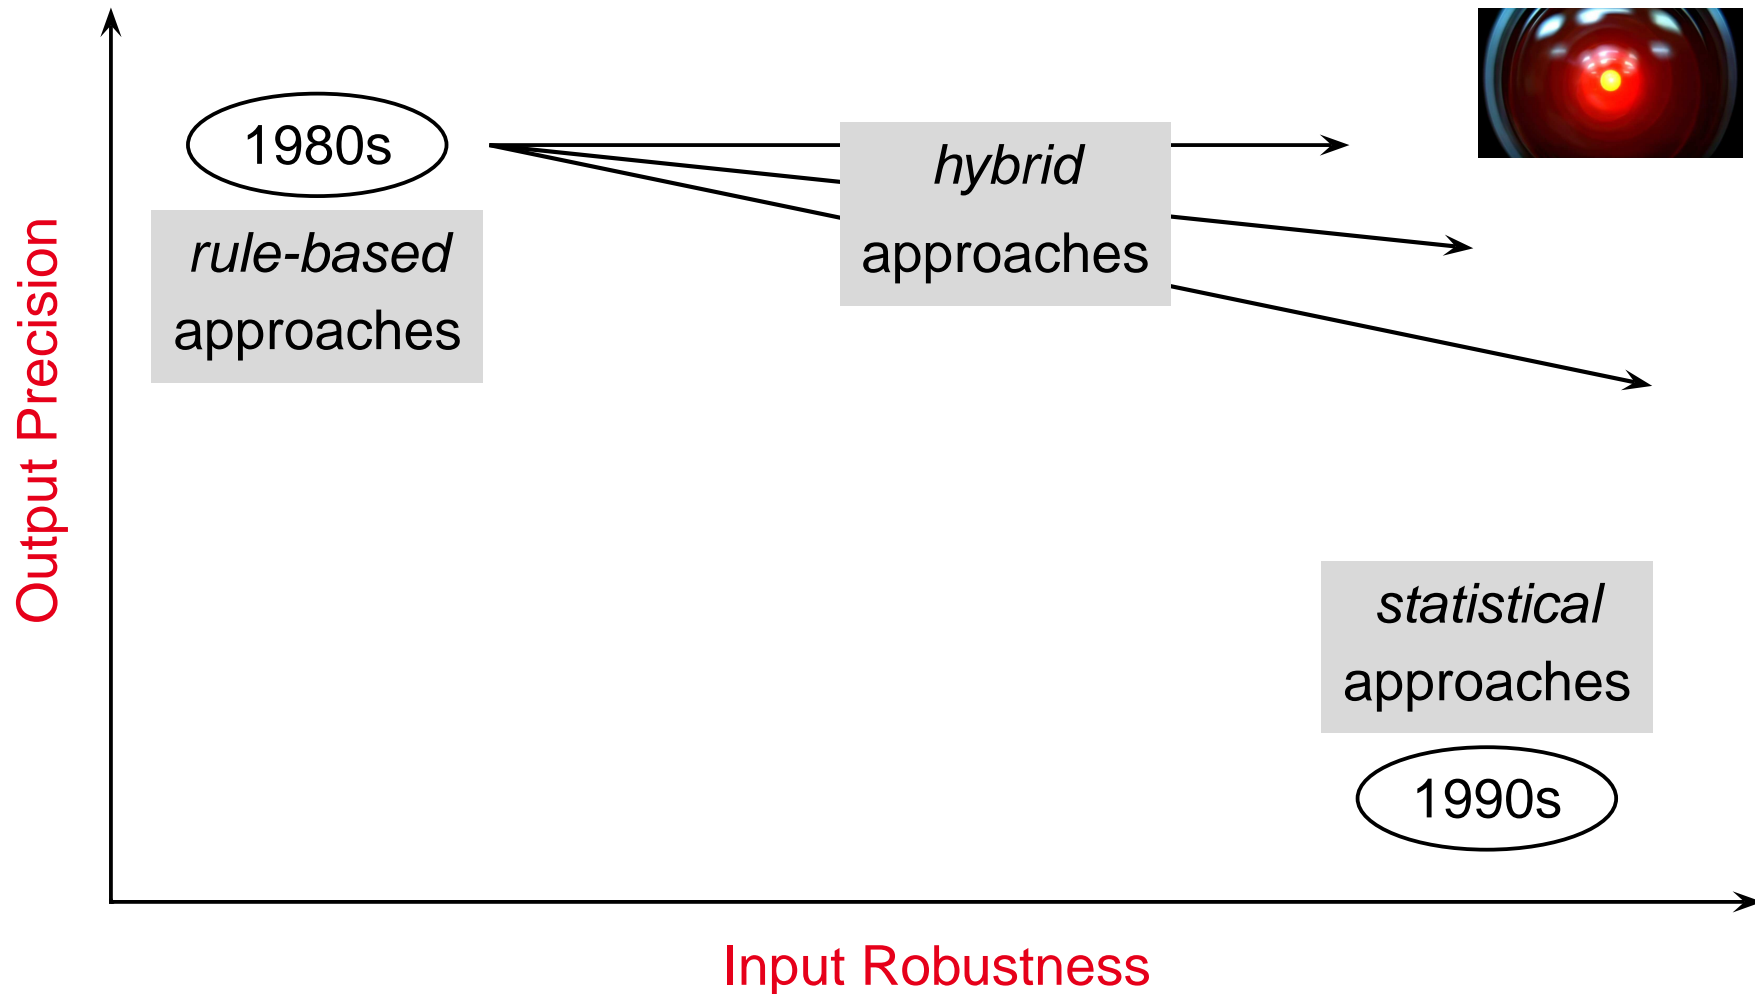 1980s
rule-based
approaches
hybrid
approaches
statistical
approaches
1990s
Output Precision
Input Robustness